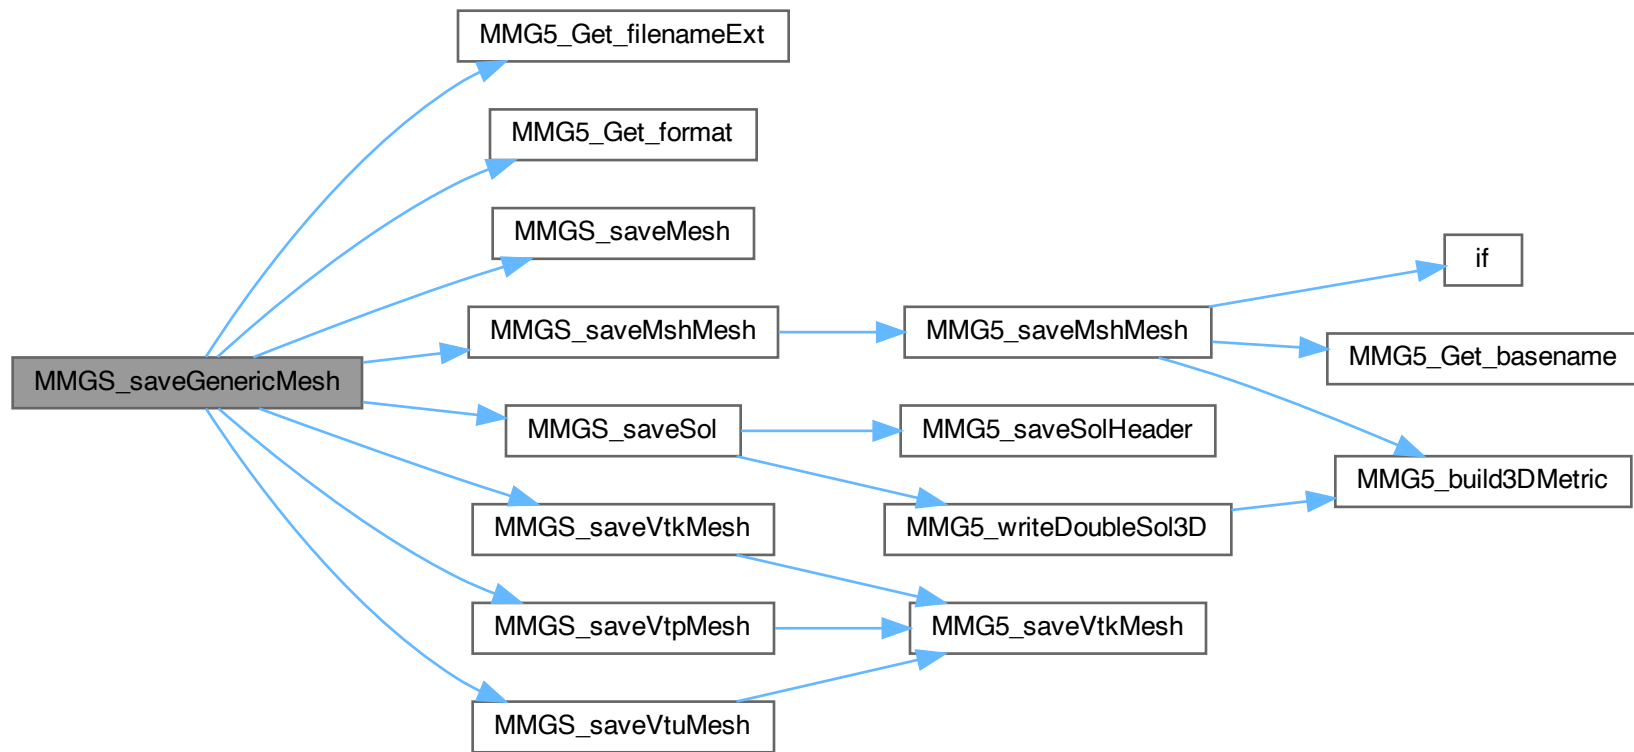 MMGS_saveGenericMesh
MMG5_Get_filenameExt
MMG5_Get_format
MMGS_saveMesh
MMGS_saveMshMesh
MMGS_saveSol
MMGS_saveVtkMesh
MMGS_saveVtpMesh
MMGS_saveVtuMesh
MMG5_saveMshMesh
MMG5_saveSolHeader
MMG5_writeDoubleSol3D
MMG5_saveVtkMesh
if
MMG5_Get_basename
MMG5_build3DMetric